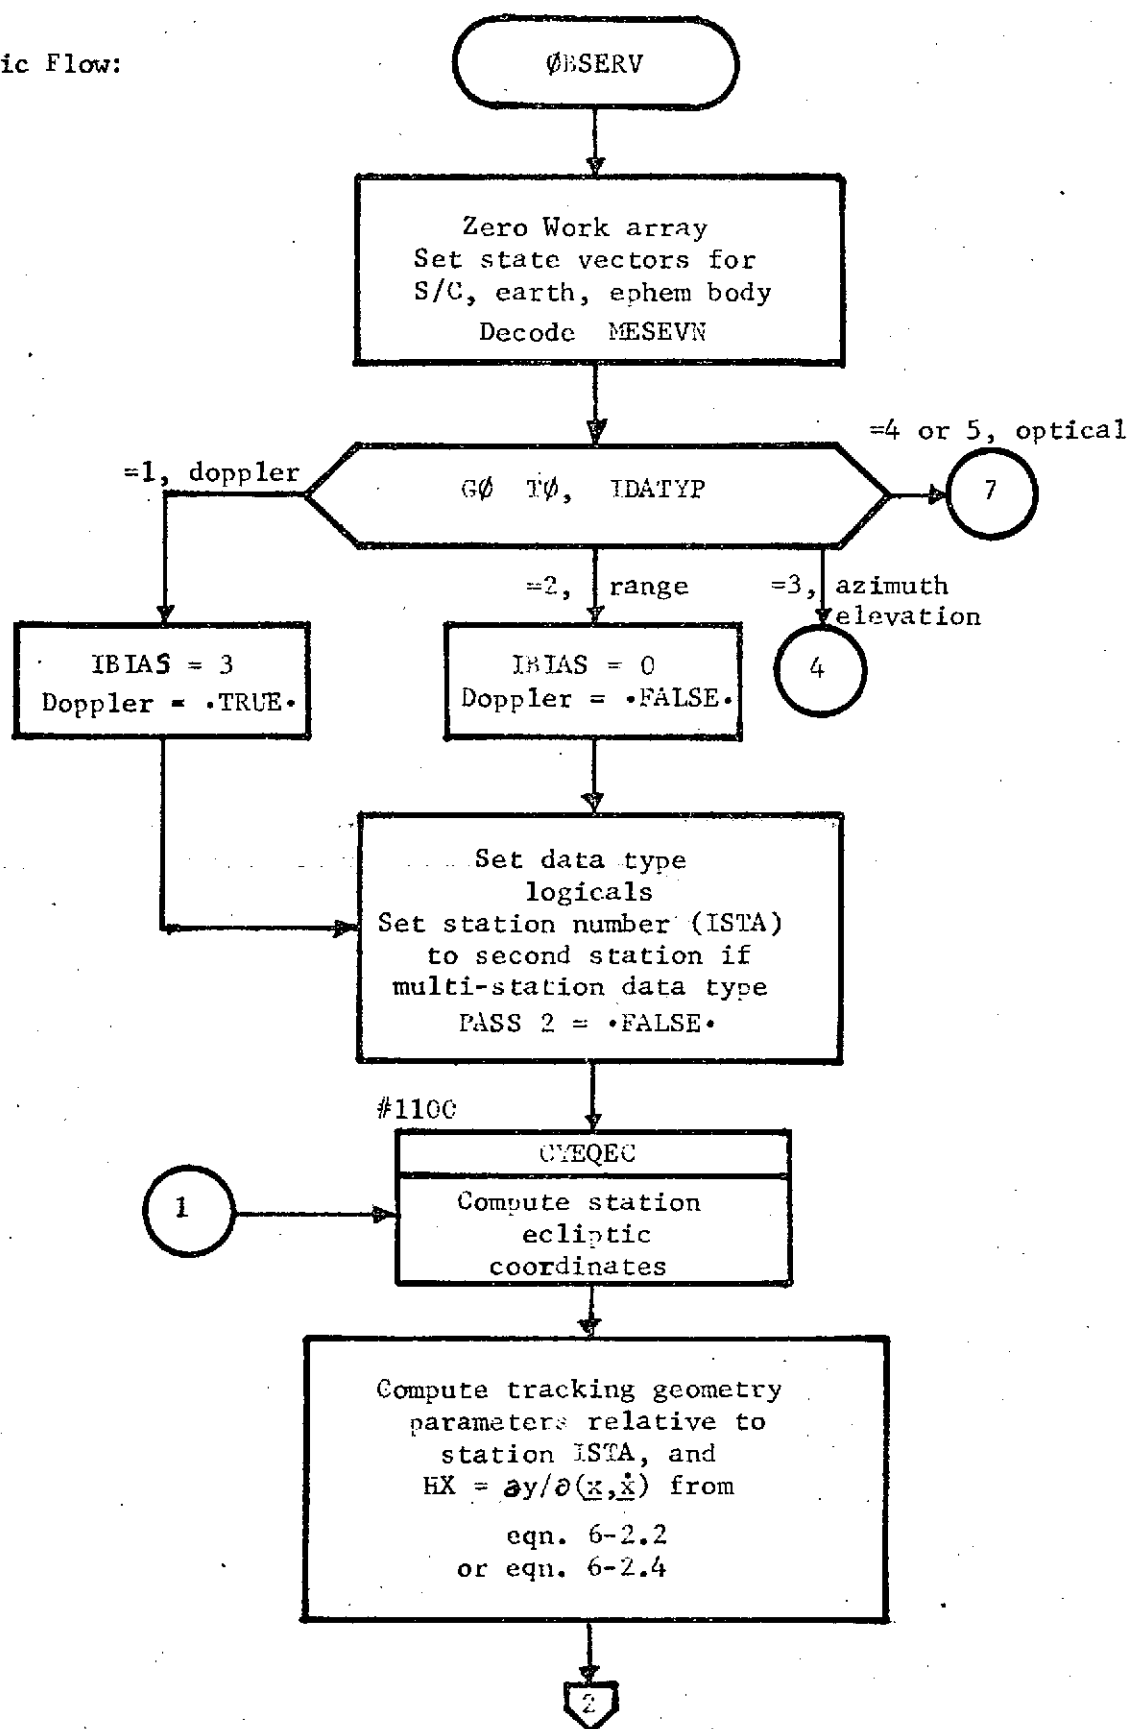 ic Flow:
ØBSERV
Zero Work array
Set state vectors for
S/C, earth, ephem body
Decode MESEVN
=4 or 5, optical
=1, doppler
GØ TØ, IDATYP
7
=2, range
=3, azimuth
elevation
IBIAS = 3
Doppler = .TRUE.
IBIAS = 0
Doppler = .FALSE.
4
Set data type
logicals
Set station number (ISTA)
to second station if
multi-station data type
PASS 2 = .FALSE.
#1100
CYEQEC
1
Compute station
ecliptic
coordinates
Compute tracking geometry
parameters relative to
station ISTA, and
HX = ∂y/∂(x̲,ẋ̲) from
eqn. 6-2.2
or eqn. 6-2.4
2